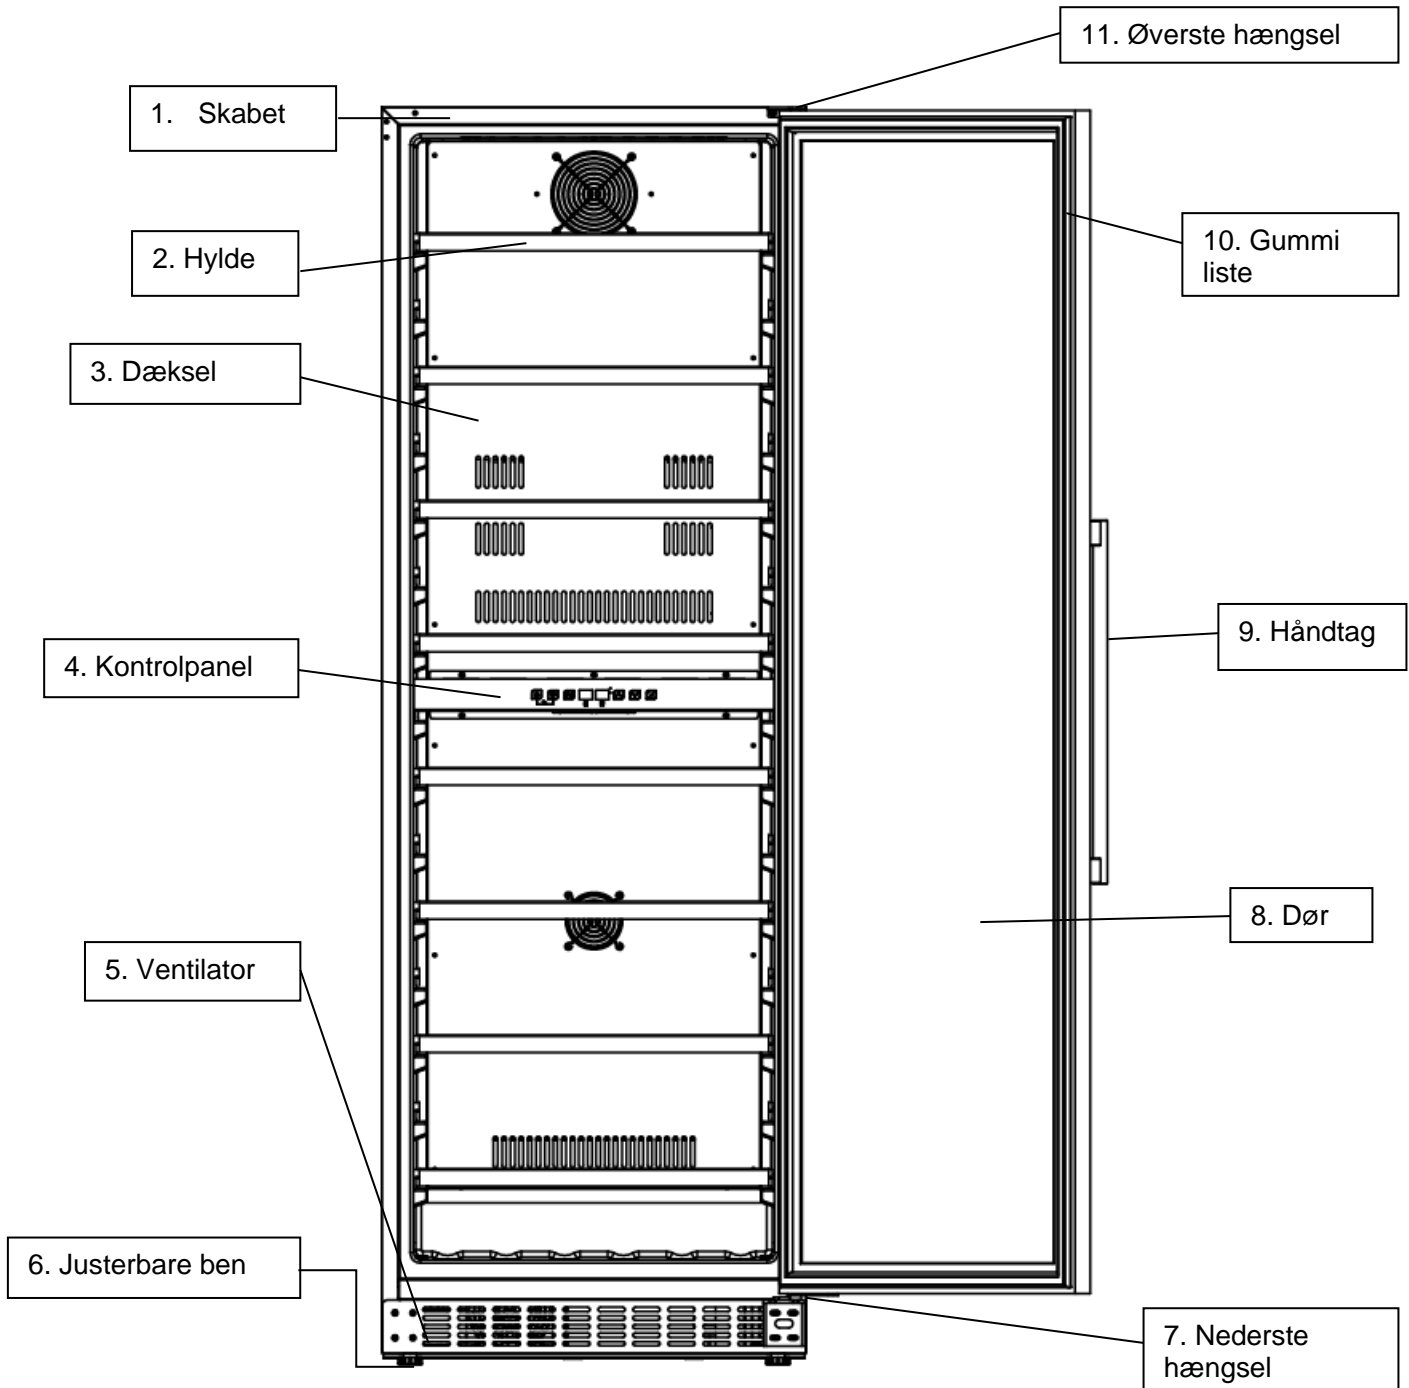 11. Øverste hængsel
1. Skabet
10. Gummi
liste
2. Hylde
3. Dæksel
9. Håndtag
4. Kontrolpanel
8. Dør
5. Ventilator
6. Justerbare ben
7. Nederste
hængsel